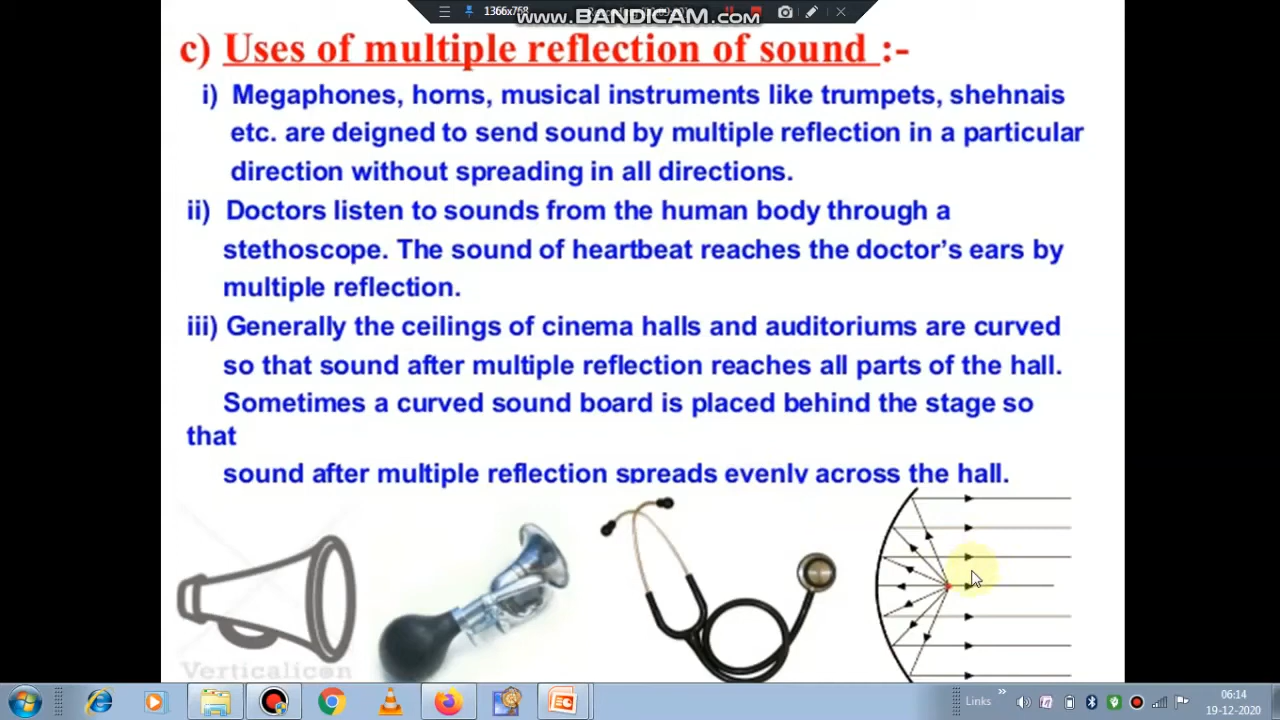 1366x768
www.BANDICAM.com
c) Uses of multiple reflection of sound :-
i) Megaphones, horns, musical instruments like trumpets, shehnais
etc. are deigned to send sound by multiple reflection in a particular
direction without spreading in all directions.
ii) Doctors listen to sounds from the human body through a
stethoscope. The sound of heartbeat reaches the doctor’s ears by
multiple reflection.
iii) Generally the ceilings of cinema halls and auditoriums are curved
so that sound after multiple reflection reaches all parts of the hall.
Sometimes a curved sound board is placed behind the stage so
that
sound after multiple reflection spreads evenly across the hall.
Verticalicon
Links
06:14
19-12-2020